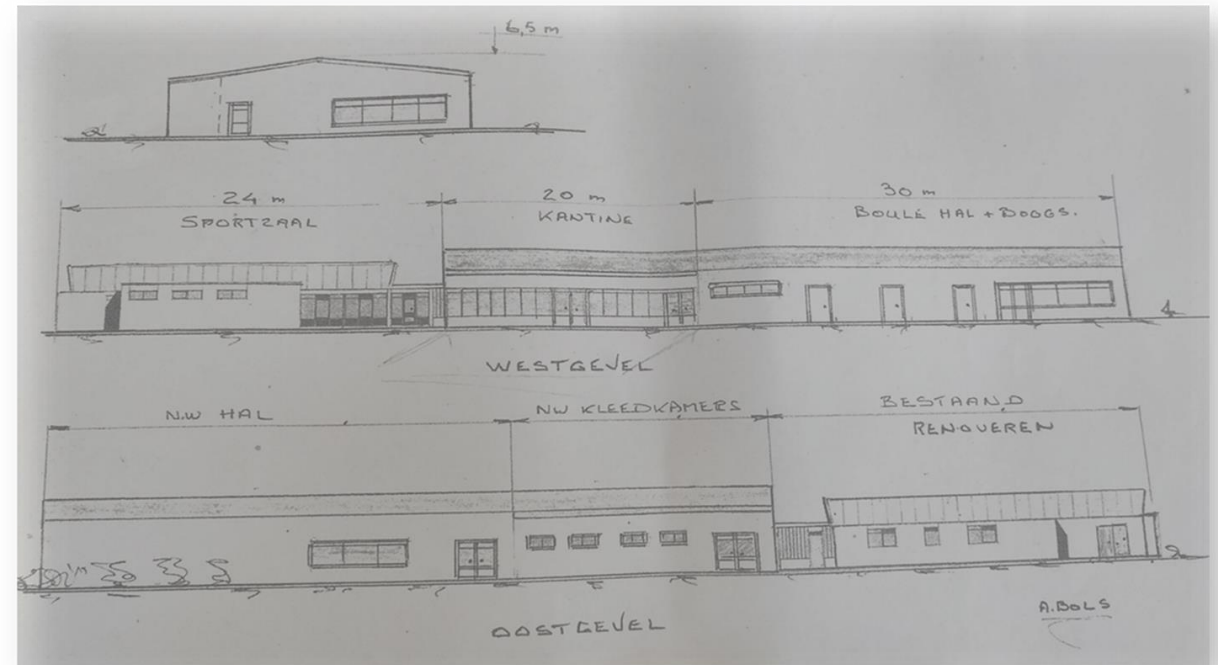 6,5 m
24 m
SPORTZAAL
20 m
KANTINE
30 m
BOULE HAL + DOOGS.
WESTGEVEL
N.W HAL
NW KLEEDKAMERS
BESTAAND
RENOVEREN
OOSTGEVEL
A.BOLS